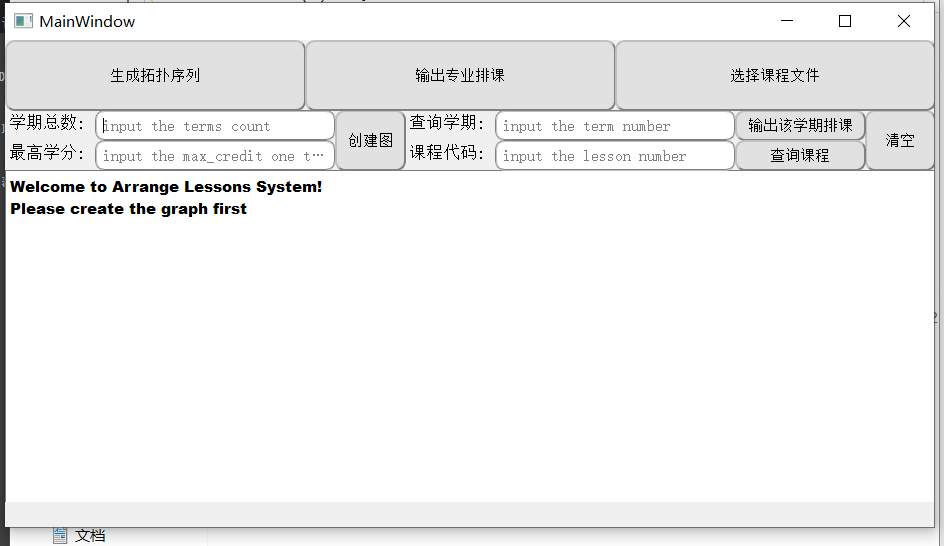 MainWindow
生成拓扑序列
输出专业排课
选择课程文件
学期总数:
input the terms count
创建图
查询学期:
input the term number
输出该学期排课
清空
最高学分:
input the max_credit one t…
课程代码:
input the lesson number
查询课程
Welcome to Arrange Lessons System!
Please create the graph first
文档